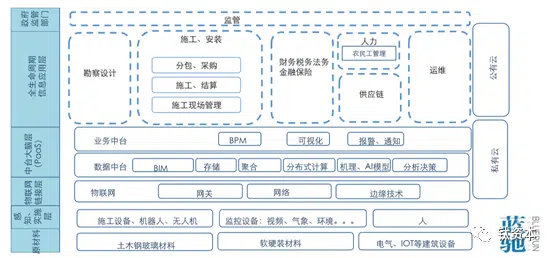 政府监管部门
监管
全生命周期信息应用层
勘察设计
施工、安装
分包、采购
施工、结算
施工现场管理
财务税务法务
金融保险
人力
农民工管理
供应链
运维
公有云
中台大脑层(PaaS)
业务中台
BPM
可视化
报警、通知
数据中台
BIM
存储
聚合
分布式计算
机理、AI模型
分析决策
私有云
物联网链接层
物联网
网关
网络
边缘技术
感知、实施层
施工设备、机器人、无人机
监控设备：视频、气象、环境。。。
人
原材料
土木钢玻璃材料
软硬装材料
电气、IOT等建筑设备
蓝驰
BLUERUN
钛资本